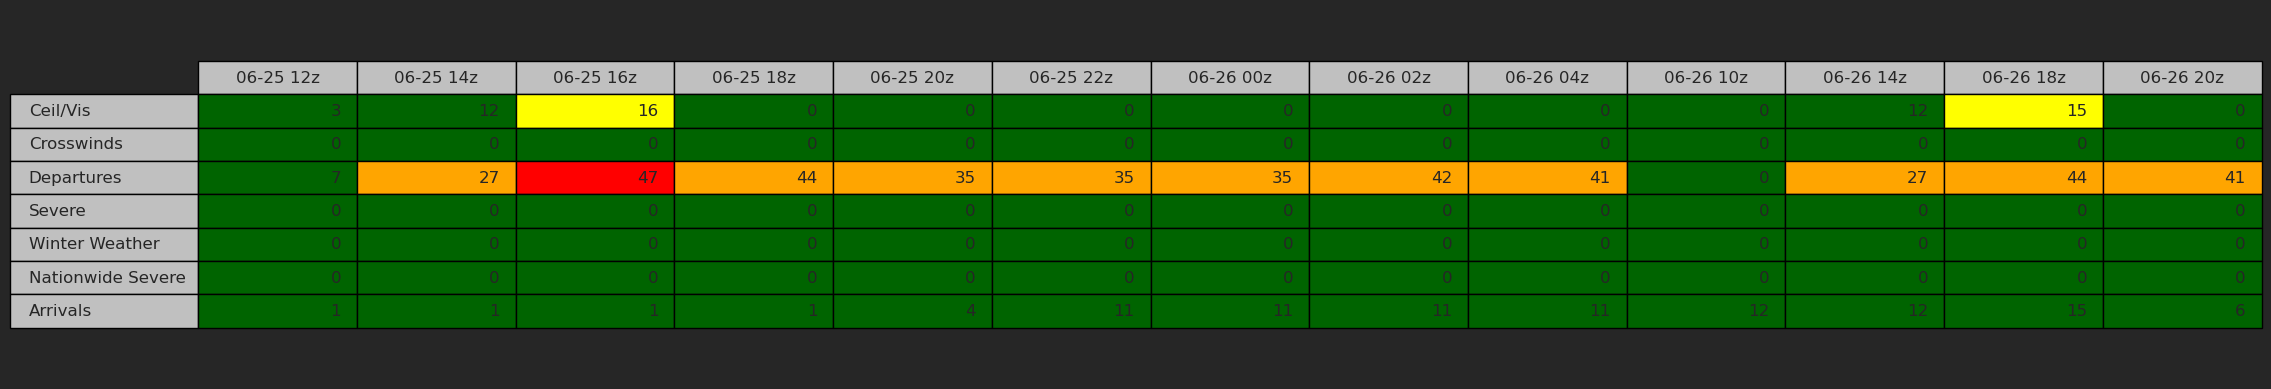 06-25 12z 06-25 14z 06-25 16z 06-25 18z 06-25 20z 06-25 22z 06-26 00z 06-26 02z 06-26 04z 06-26 10z 06-26 14z 06-26 18z 06-26 20z
Ceil/Vis 3 12 16 0 0 0 0 0 0 0 12 15 0
Crosswinds 0 0 0 0 0 0 0 0 0 0 0 0 0
Departures 7 27 47 44 35 35 35 42 41 0 27 44 41
Severe 0 0 0 0 0 0 0 0 0 0 0 0 0
Winter Weather 0 0 0 0 0 0 0 0 0 0 0 0 0
Nationwide Severe 0 0 0 0 0 0 0 0 0 0 0 0 0
Arrivals 1 1 1 1 4 11 11 11 11 12 12 15 6